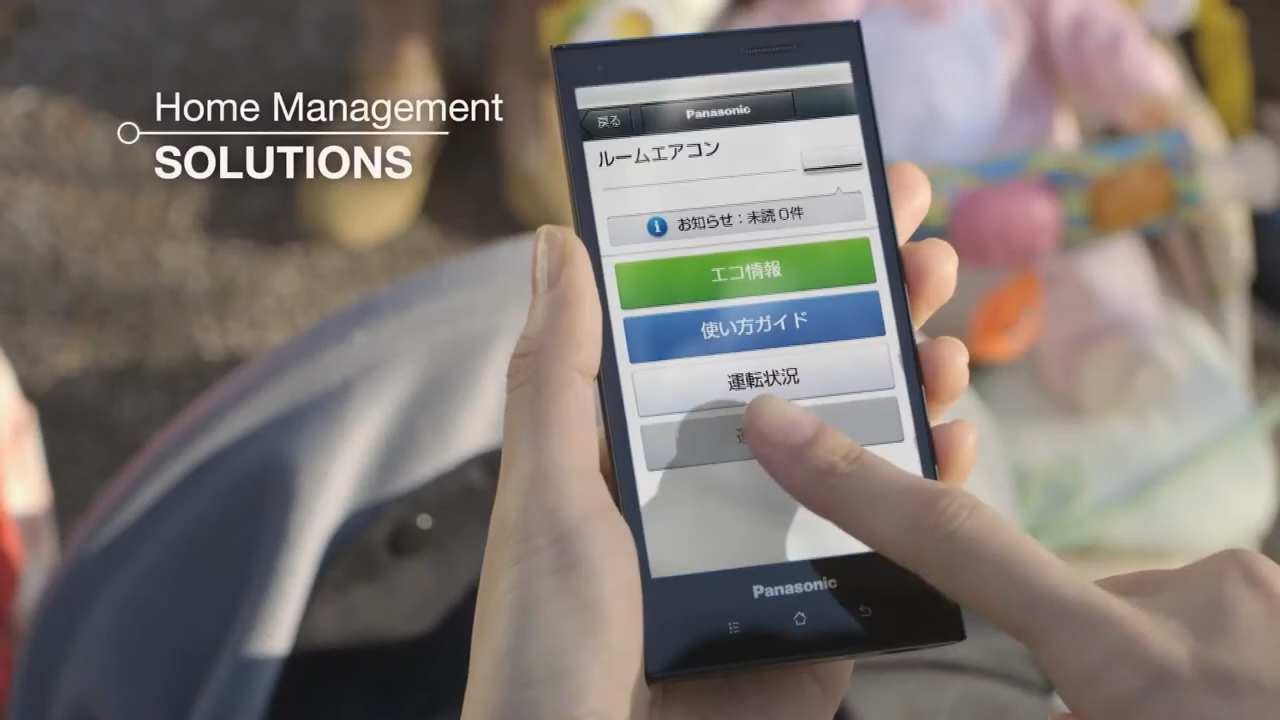 Home Management
SOLUTIONS
戻る
Panasonic
ルームエアコン
お知らせ：未読0件
エコ情報
使い方ガイド
運転状況
Panasonic